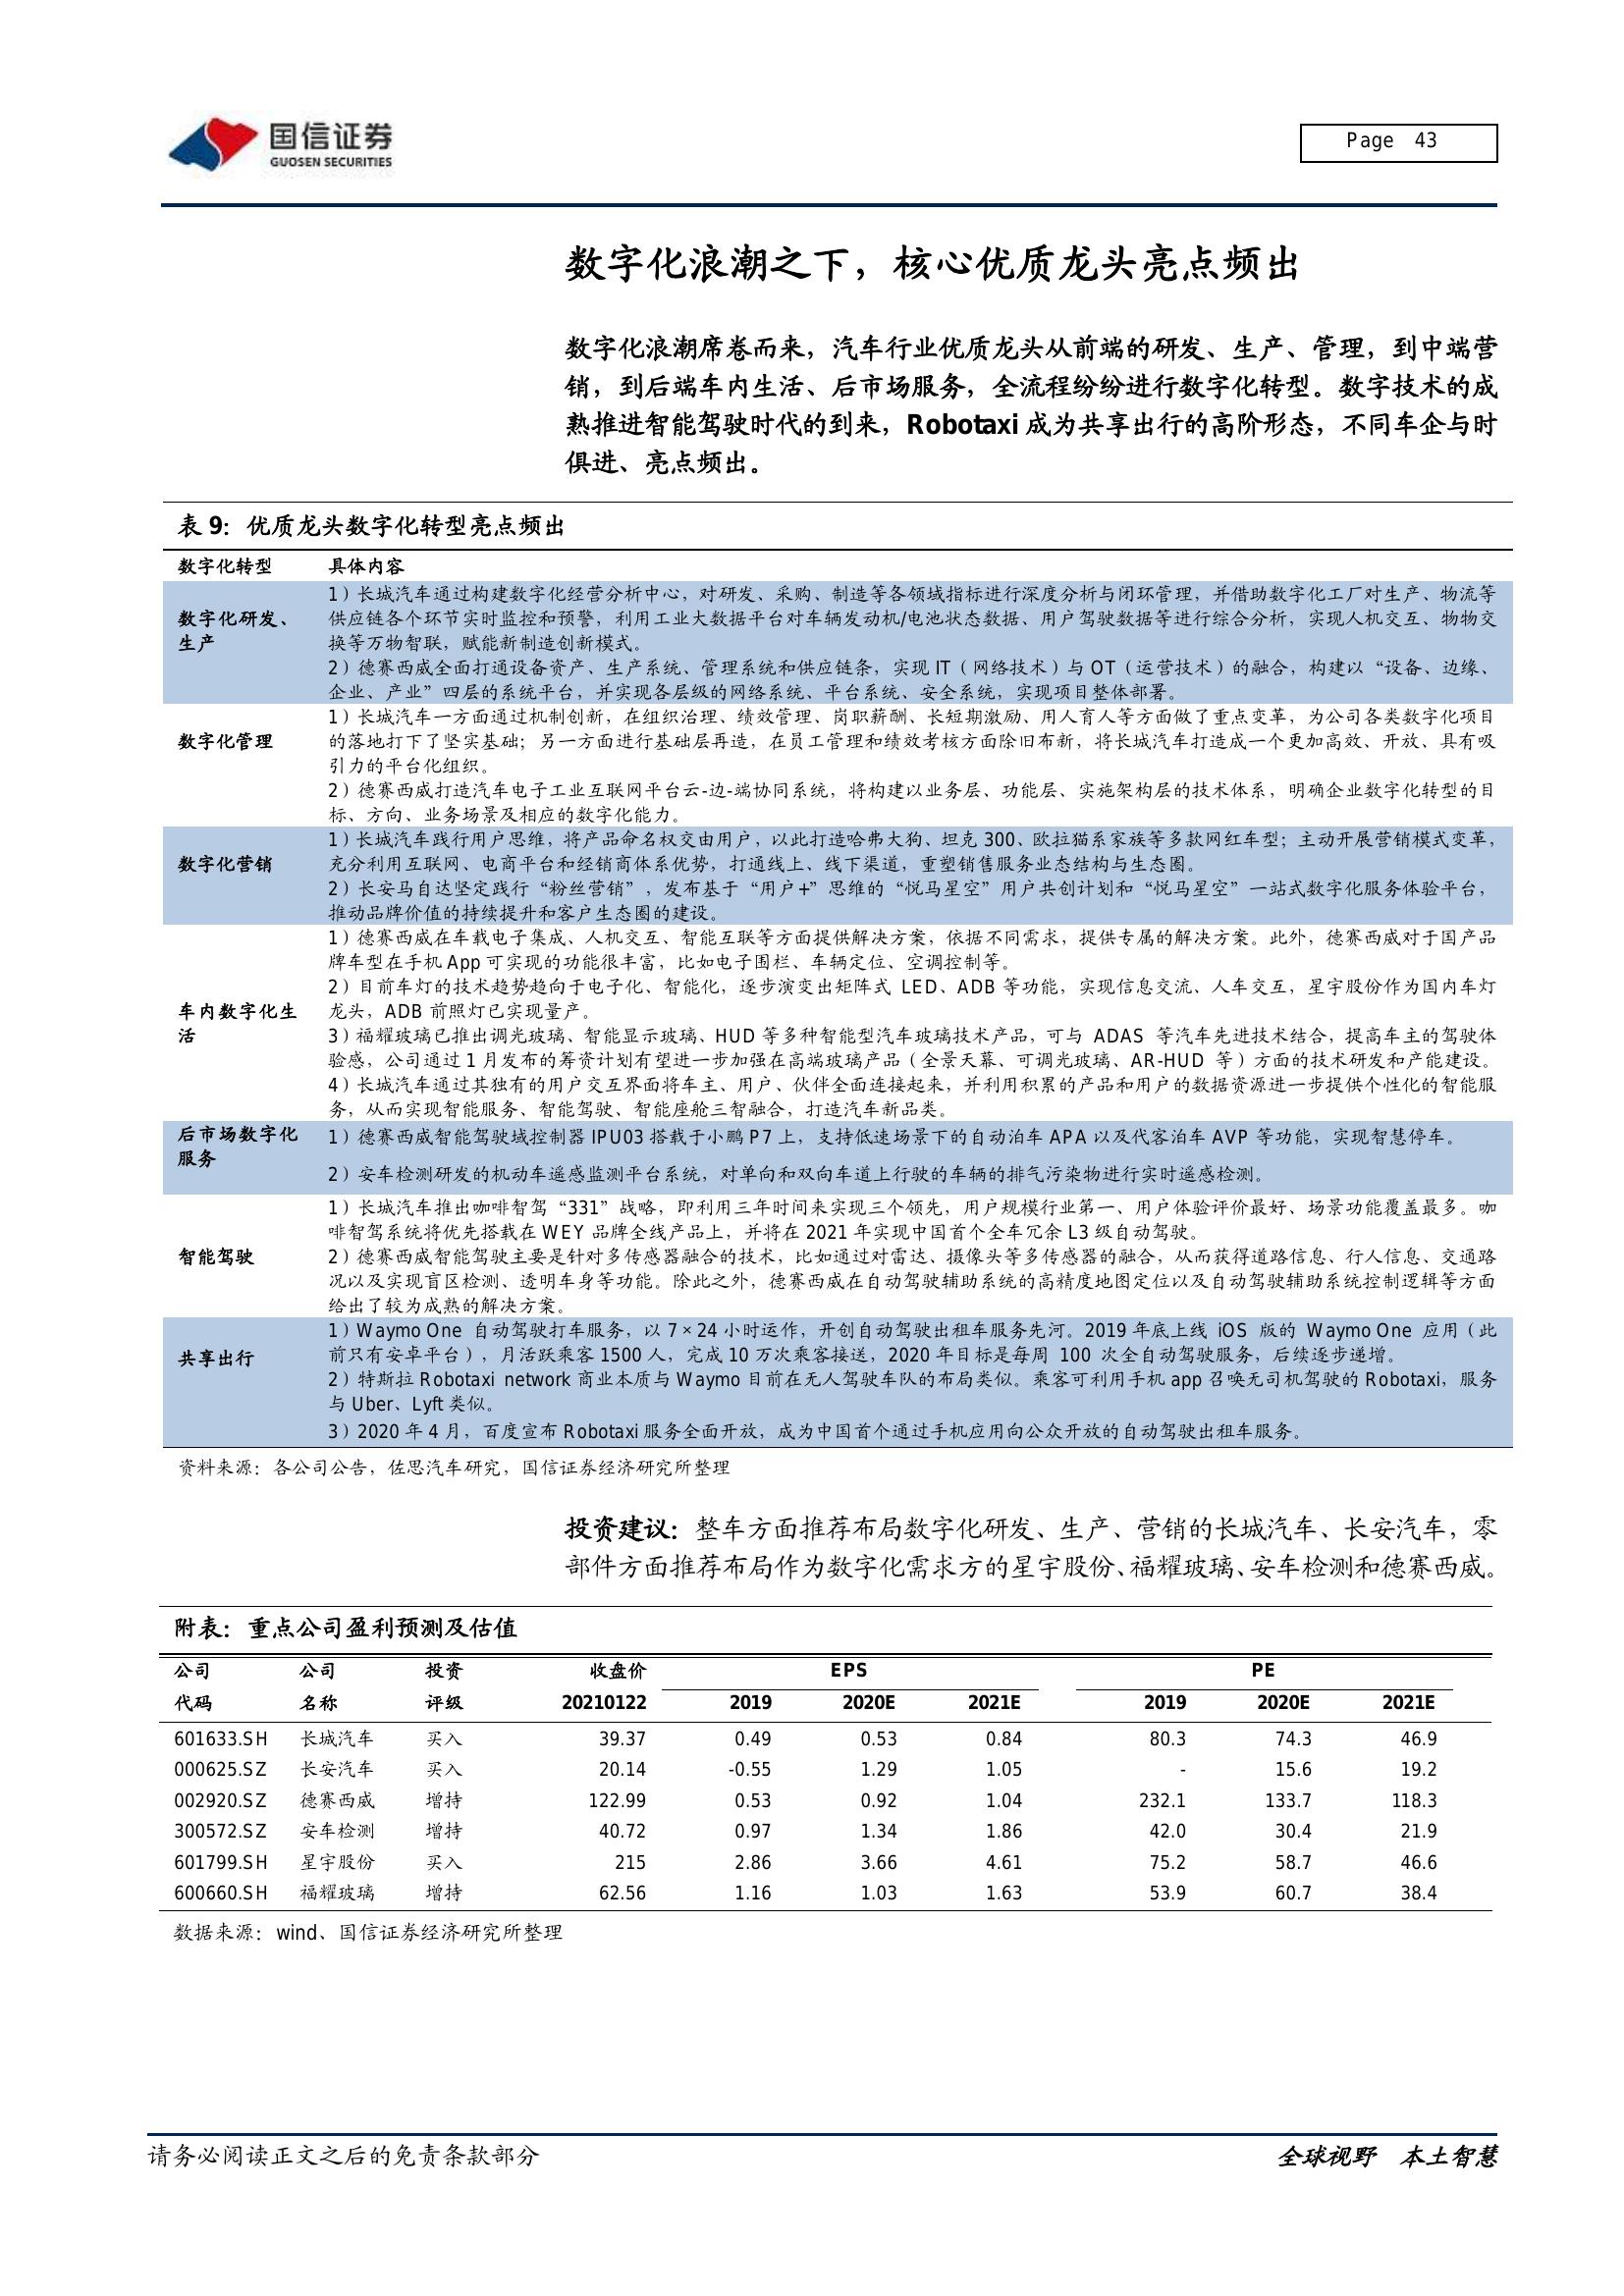 国信证券
GUOSEN SECURITIES
Page 43
数字化浪潮之下，核心优质龙头亮点频出
数字化浪潮席卷而来，汽车行业优质龙头从前端的研发、生产、管理，到中端营
销，到后端车内生活、后市场服务，全流程纷纷进行数字化转型。数字技术的成
熟推进智能驾驶时代的到来，Robotaxi 成为共享出行的高阶形态，不同车企与时
俱进、亮点频出。
表 9：优质龙头数字化转型亮点频出
数字化转型 具体内容
数字化研发、
生产
1）长城汽车通过构建数字化经营分析中心，对研发、采购、制造等各领域指标进行深度分析与闭环管理，并借助数字化工厂对生产、物流等
供应链各个环节实时监控和预警，利用工业大数据平台对车辆发动机/电池状态数据、用户驾驶数据等进行综合分析，实现人机交互、物物交
换等万物智联，赋能新制造创新模式。
2）德赛西威全面打通设备资产、生产系统、管理系统和供应链条，实现 IT（网络技术）与 OT（运营技术）的融合，构建以“设备、边缘、
企业、产业”四层的系统平台，并实现各层级的网络系统、平台系统、安全系统，实现项目整体部署。
数字化管理
1）长城汽车一方面通过机制创新，在组织治理、绩效管理、岗职薪酬、长短期激励、用人育人等方面做了重点变革，为公司各类数字化项目
的落地打下了坚实基础；另一方面进行基础层再造，在员工管理和绩效考核方面除旧布新，将长城汽车打造成一个更加高效、开放、具有吸
引力的平台化组织。
2）德赛西威打造汽车电子工业互联网平台云-边-端协同系统，将构建以业务层、功能层、实施架构层的技术体系，明确企业数字化转型的目
标、方向、业务场景及相应的数字化能力。
数字化营销
1）长城汽车践行用户思维，将产品命名权交由用户，以此打造哈弗大狗、坦克 300、欧拉猫系家族等多款网红车型；主动开展营销模式变革，
充分利用互联网、电商平台和经销商体系优势，打通线上、线下渠道，重塑销售服务业态结构与生态圈。
2）长安马自达坚定践行“粉丝营销”，发布基于“用户+”思维的“悦马星空”用户共创计划和“悦马星空”一站式数字化服务体验平台，
推动品牌价值的持续提升和客户生态圈的建设。
车内数字化生
活
1）德赛西威在车载电子集成、人机交互、智能互联等方面提供解决方案，依据不同需求，提供专属的解决方案。此外，德赛西威对于国产品
牌车型在手机 App 可实现的功能很丰富，比如电子围栏、车辆定位、空调控制等。
2）目前车灯的技术趋势趋向于电子化、智能化，逐步演变出矩阵式 LED、ADB 等功能，实现信息交流、人车交互，星宇股份作为国内车灯
龙头，ADB 前照灯已实现量产。
3）福耀玻璃已推出调光玻璃、智能显示玻璃、HUD 等多种智能型汽车玻璃技术产品，可与 ADAS 等汽车先进技术结合，提高车主的驾驶体
验感，公司通过 1 月发布的筹资计划有望进一步加强在高端玻璃产品（全景天幕、可调光玻璃、AR-HUD 等）方面的技术研发和产能建设。
4）长城汽车通过其独有的用户交互界面将车主、用户、伙伴全面连接起来，并利用积累的产品和用户的数据资源进一步提供个性化的智能服
务，从而实现智能服务、智能驾驶、智能座舱三智融合，打造汽车新品类。
后市场数字化
服务
1）德赛西威智能驾驶域控制器 IPU03 搭载于小鹏 P7 上，支持低速场景下的自动泊车 APA 以及代客泊车 AVP 等功能，实现智慧停车。
2）安车检测研发的机动车遥感监测平台系统，对单向和双向车道上行驶的车辆的排气污染物进行实时遥感检测。
智能驾驶
1）长城汽车推出咖啡智驾“331”战略，即利用三年时间来实现三个领先，用户规模行业第一、用户体验评价最好、场景功能覆盖最多。咖
啡智驾系统将优先搭载在 WEY 品牌全线产品上，并将在 2021 年实现中国首个全车冗余 L3 级自动驾驶。
2）德赛西威智能驾驶主要是针对多传感器融合的技术，比如通过对雷达、摄像头等多传感器的融合，从而获得道路信息、行人信息、交通路
况以及实现盲区检测、透明车身等功能。除此之外，德赛西威在自动驾驶辅助系统的高精度地图定位以及自动驾驶辅助系统控制逻辑等方面
给出了较为成熟的解决方案。
共享出行
1）Waymo One 自动驾驶打车服务，以 7×24 小时运作，开创自动驾驶出租车服务先河。2019 年底上线 iOS 版的 Waymo One 应用（此
前只有安卓平台），月活跃乘客 1500 人，完成 10 万次乘客接送，2020 年目标是每周 100 次全自动驾驶服务，后续逐步递增。
2）特斯拉 Robotaxi network 商业本质与 Waymo 目前在无人驾驶车队的布局类似。乘客可利用手机 app 召唤无司机驾驶的 Robotaxi，服务
与 Uber、Lyft 类似。
3）2020 年 4 月，百度宣布 Robotaxi 服务全面开放，成为中国首个通过手机应用向公众开放的自动驾驶出租车服务。
资料来源：各公司公告，佐思汽车研究，国信证券经济研究所整理
投资建议：整车方面推荐布局数字化研发、生产、营销的长城汽车、长安汽车，零
部件方面推荐布局作为数字化需求方的星宇股份、福耀玻璃、安车检测和德赛西威。
附表：重点公司盈利预测及估值
公司 公司 投资 收盘价 EPS PE
代码 名称 评级 20210122 2019 2020E 2021E 2019 2020E 2021E
601633.SH 长城汽车 买入 39.37 0.49 0.53 0.84 80.3 74.3 46.9
000625.SZ 长安汽车 买入 20.14 -0.55 1.29 1.05 - 15.6 19.2
002920.SZ 德赛西威 增持 122.99 0.53 0.92 1.04 232.1 133.7 118.3
300572.SZ 安车检测 增持 40.72 0.97 1.34 1.86 42.0 30.4 21.9
601799.SH 星宇股份 买入 215 2.86 3.66 4.61 75.2 58.7 46.6
600660.SH 福耀玻璃 增持 62.56 1.16 1.03 1.63 53.9 60.7 38.4
数据来源：wind、国信证券经济研究所整理
请务必阅读正文之后的免责条款部分
全球视野 本土智慧